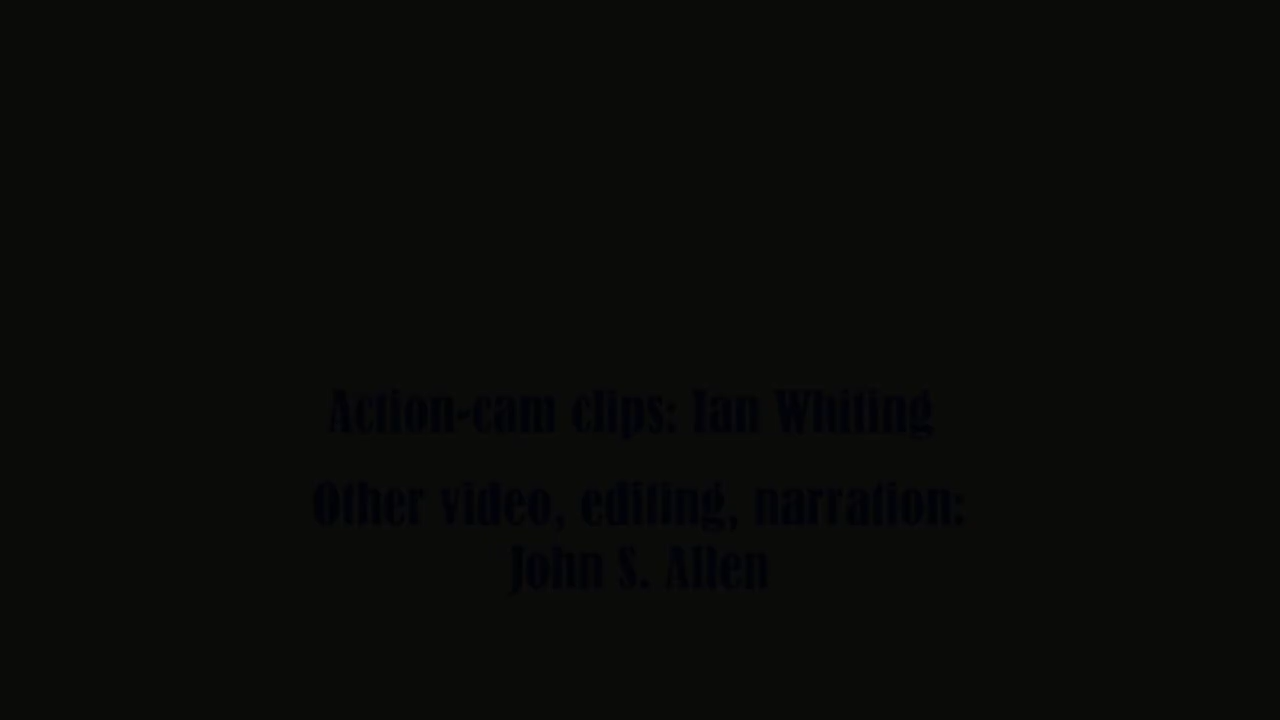 Action-cam clips: Ian Whiting
Other video, editing, narration:
John S. Allen